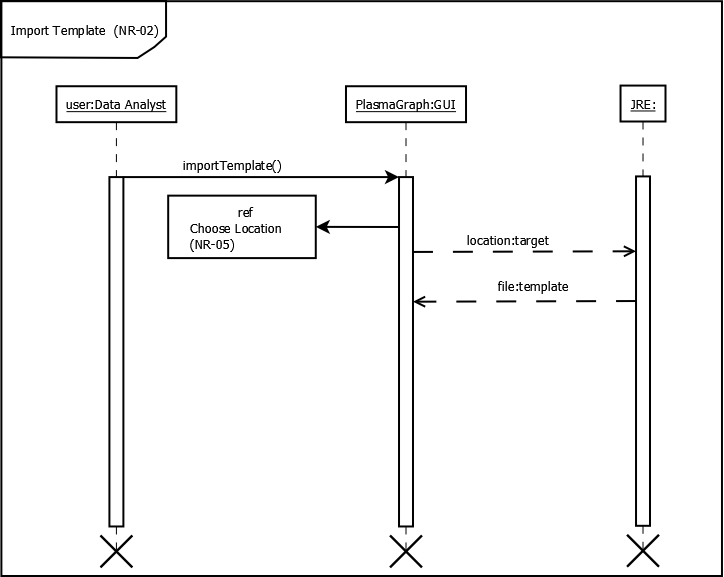 Import Template (NR-02)
user:Data Analyst
PlasmaGraph:GUI
JRE:
importTemplate()
ref
Choose Location
(NR-05)
location:target
file:template